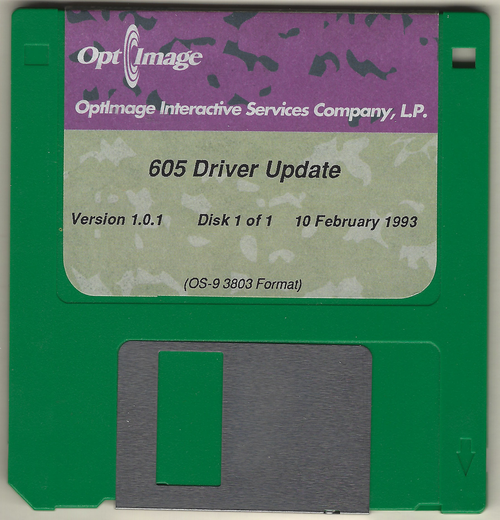 OptImage
OptImage Interactive Services Company, L.P.
605 Driver Update
Version 1.0.1 Disk 1 of 1 10 February 1993
(OS-9 3803 Format)